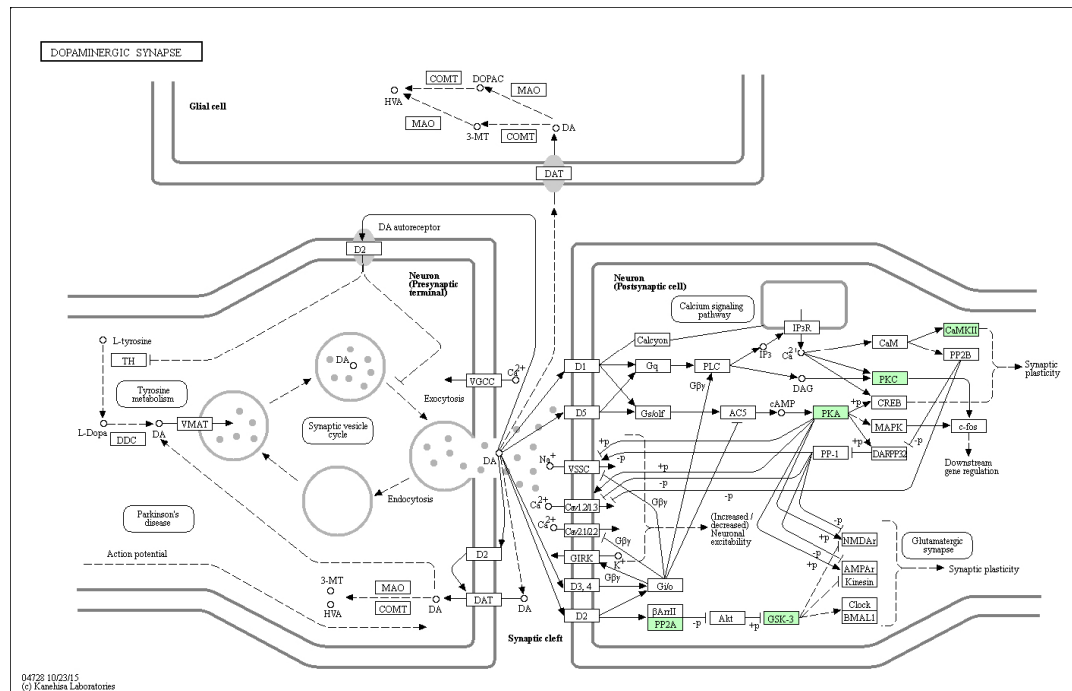 DOPAMINERGIC SYNAPSE
Glial cell
COMT
DOPAC
HVA
MAO
MAO
3-MT
COMT
DA
DAT
DA autoreceptor
D2
Neuron
(Presynaptic
terminal)
L-tyrosine
TH
Tyrosine
metabolism
L-Dopa
DDC
DA
VMAT
DA
Synaptic vesicle
cycle
Exocytosis
Endocytosis
VGCC
Ca2+
DA
Parkinson's
disease
Action potential
3-MT
HVA
MAO
COMT
DA
D2
DAT
DA
Synaptic cleft
Neuron
(Postsynaptic cell)
Calcium signaling
pathway
Calcyon
IP3R
IP3
Ca2+
CaM
CaMKII
PP2B
Synaptic
plasticity
D1
Gq
PLC
DAG
PKC
Gβγ
D5
Gs/olf
AC5
cAMP
PKA
+p
CREB
MAPK
c-fos
Downstream
gene regulation
PP-1
+p
DARPP32
-p
Na+
VSSC
+p
-p
+p
-p
-p
Ca2+
Cav1.2/1.3
Ca2+
Cav2.1/2.2
Gβγ
Gβγ
GIRK
K+
Gβγ
(Increased /
decreased)
Neuronal
excitability
D3, 4
Gi/o
D2
βArrII
PP2A
-p
Akt
+p
GSK-3
-p
+p
NMDAr
-p
+p
AMPAr
Kinesin
Clock
BMAL1
Glutamatergic
synapse
Synaptic plasticity
04728 10/23/15
(c) Kanehisa Laboratories